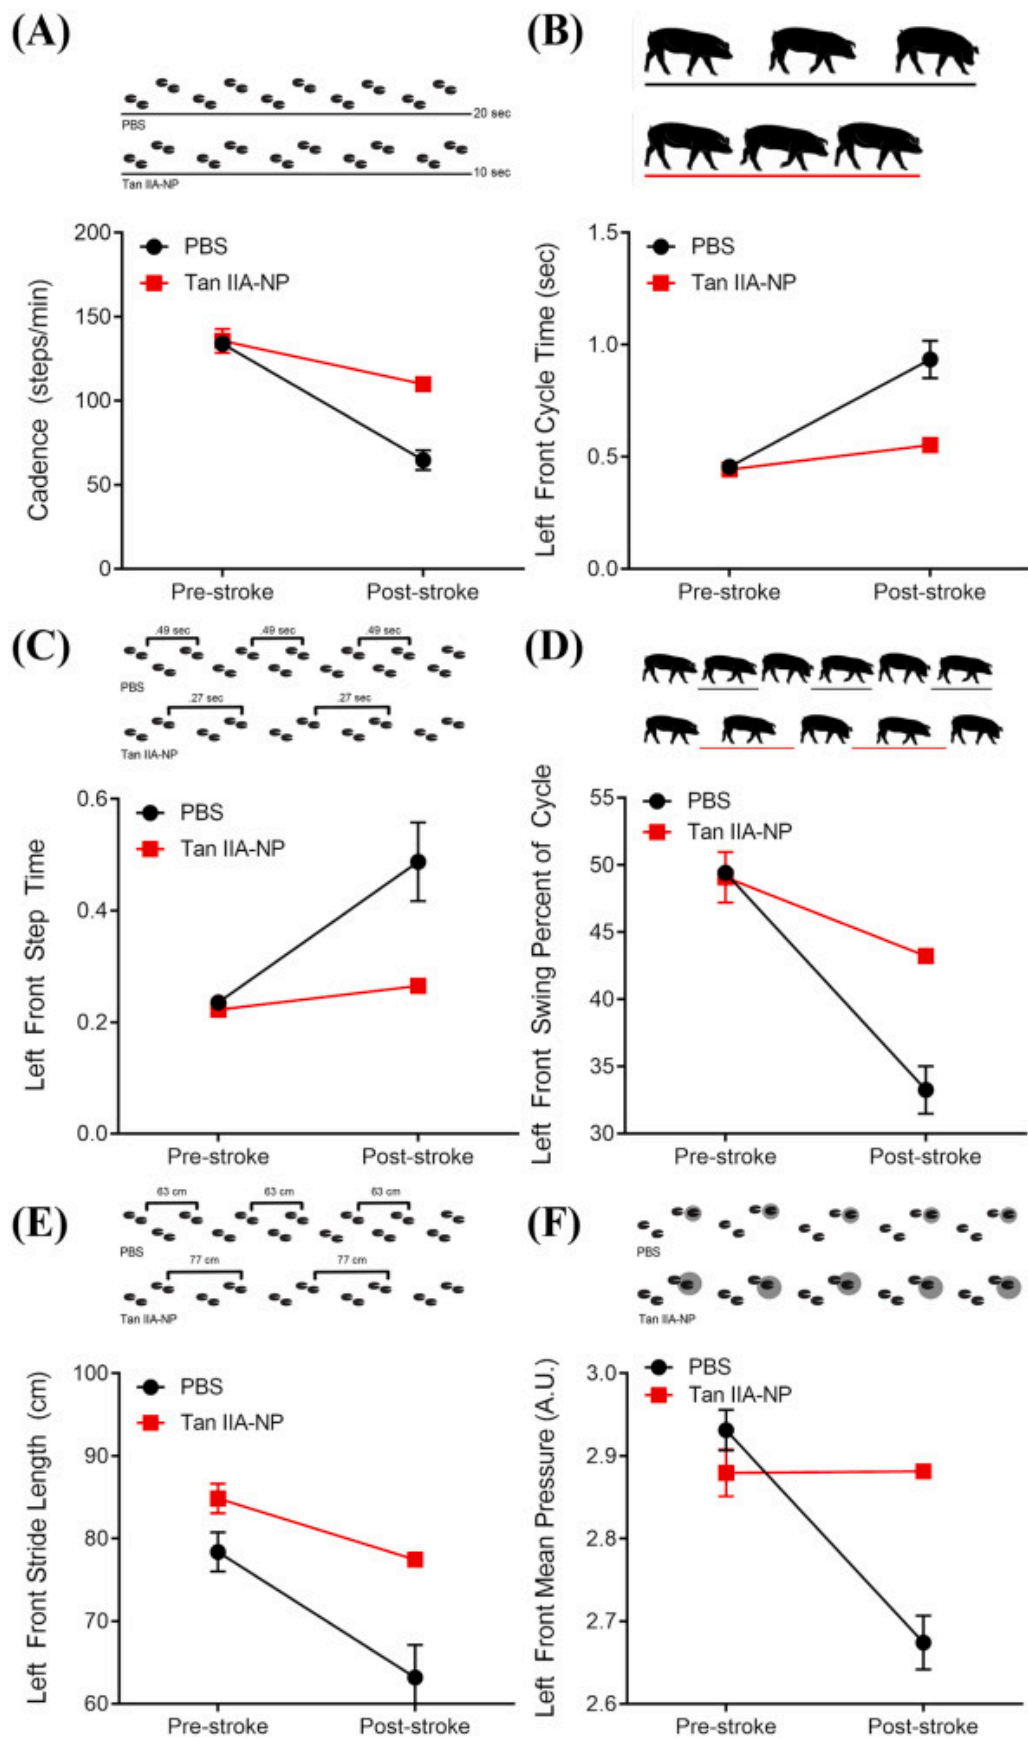 (A)
20 sec
PBS
10 sec
Tan IIA-NP
200
150
100
50
0
Cadence (steps/min)
PBS
Tan IIA-NP
Pre-stroke
Post-stroke
(B)
1.5
1.0
0.5
0.0
Left Front Cycle Time (sec)
PBS
Tan IIA-NP
Pre-stroke
Post-stroke
(C)
.49 sec
.49 sec
.49 sec
PBS
.27 sec
.27 sec
Tan IIA-NP
0.6
0.4
0.2
0.0
Left Front Step Time
PBS
Tan IIA-NP
Pre-stroke
Post-stroke
(D)
55
50
45
40
35
30
Left Front Swing Percent of Cycle
PBS
Tan IIA-NP
Pre-stroke
Post-stroke
(E)
63 cm
63 cm
63 cm
PBS
77 cm
77 cm
Tan IIA-NP
100
90
80
70
60
Left Front Stride Length (cm)
PBS
Tan IIA-NP
Pre-stroke
Post-stroke
(F)
PBS
Tan IIA-NP
3.0
2.9
2.8
2.7
2.6
Left Front Mean Pressure (A.U.)
PBS
Tan IIA-NP
Pre-stroke
Post-stroke